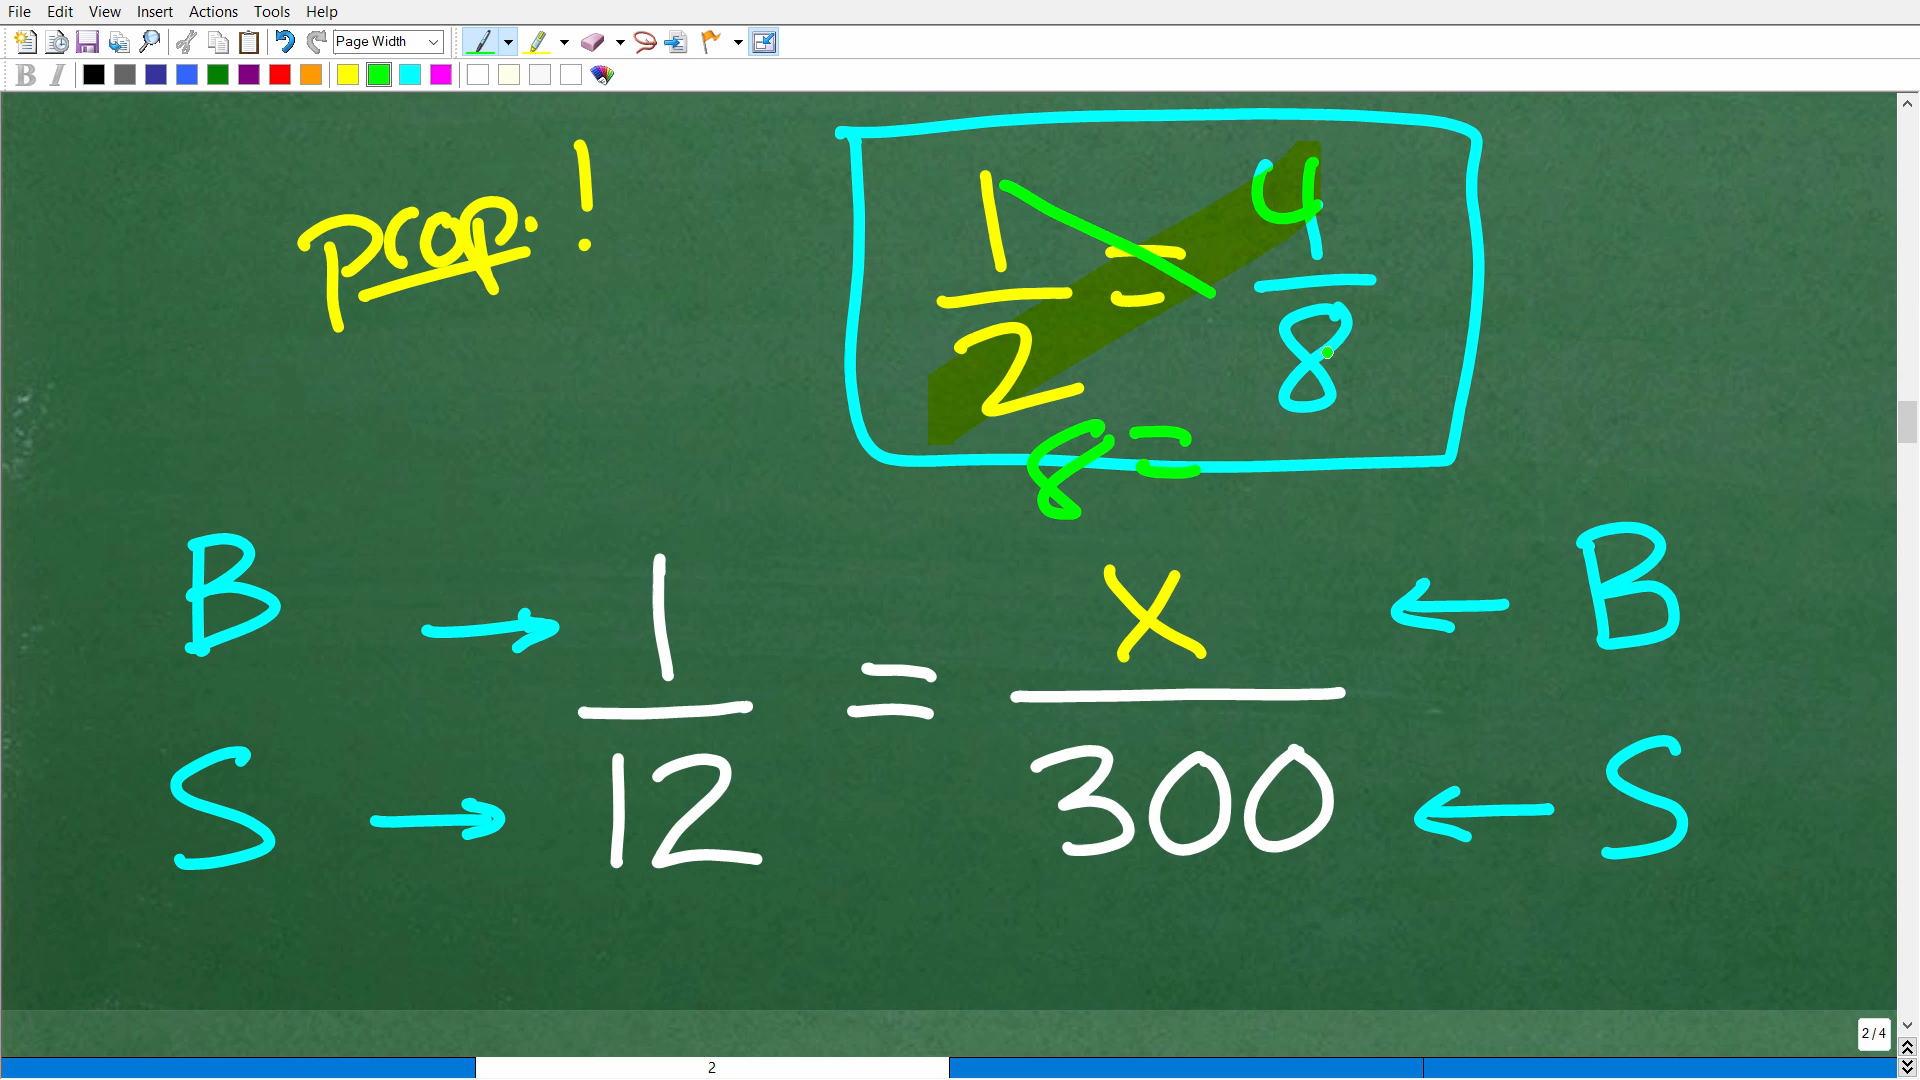 File Edit View Insert Actions Tools Help
Page Width
B I
prop. !
1/2 = 4/8
8 =
B → 1/12 = x/300 ← B
S → ← S
2 / 4
2